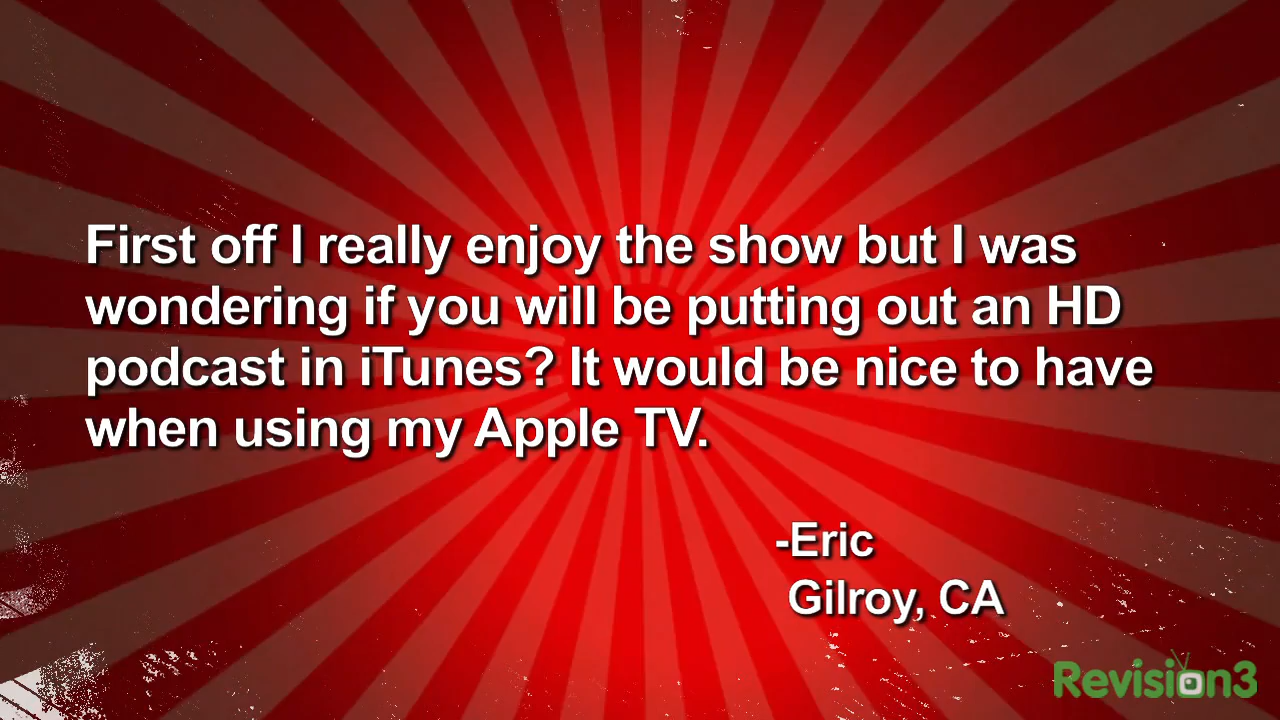 First off I really enjoy the show but I was
wondering if you will be putting out an HD
podcast in iTunes? It would be nice to have
when using my Apple TV.
-Eric
Gilroy, CA
Revision3